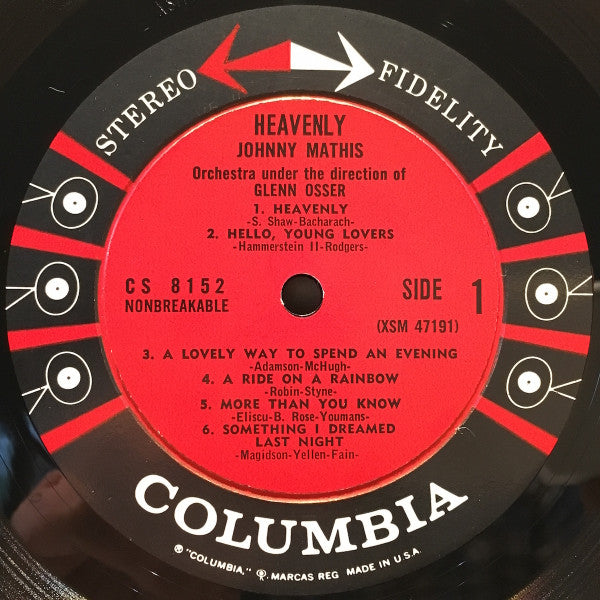 STEREO FIDELITY
HEAVENLY
JOHNNY MATHIS
Orchestra under the direction of
GLENN OSSER
1. HEAVENLY
-S. Shaw-Bacharach-
2. HELLO, YOUNG LOVERS
-Hammerstein II-Rodgers-
CS 8152
NONBREAKABLE
SIDE 1
(XSM 47191)
3. A LOVELY WAY TO SPEND AN EVENING
-Adamson-McHugh-
4. A RIDE ON A RAINBOW
-Robin-Styne-
5. MORE THAN YOU KNOW
-Eliscu-B. Rose-Youmans-
6. SOMETHING I DREAMED
LAST NIGHT
-Magidson-Yellen-Fain-
COLUMBIA
"COLUMBIA," MARCAS REG MADE IN U.S.A.